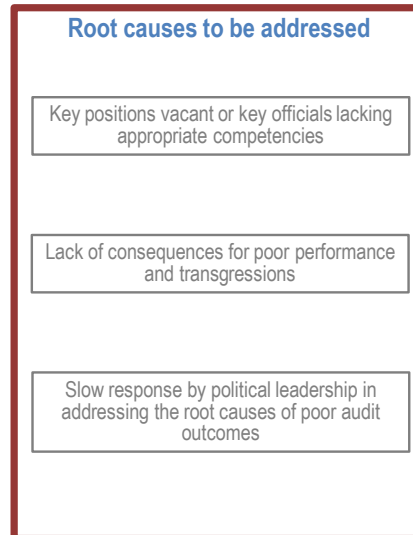 Root causes to be addressed
Key positions vacant or key officials lacking
appropriate competencies
Lack of consequences for poor performance
and transgressions
Slow response by political leadership in
addressing the root causes of poor audit
outcomes